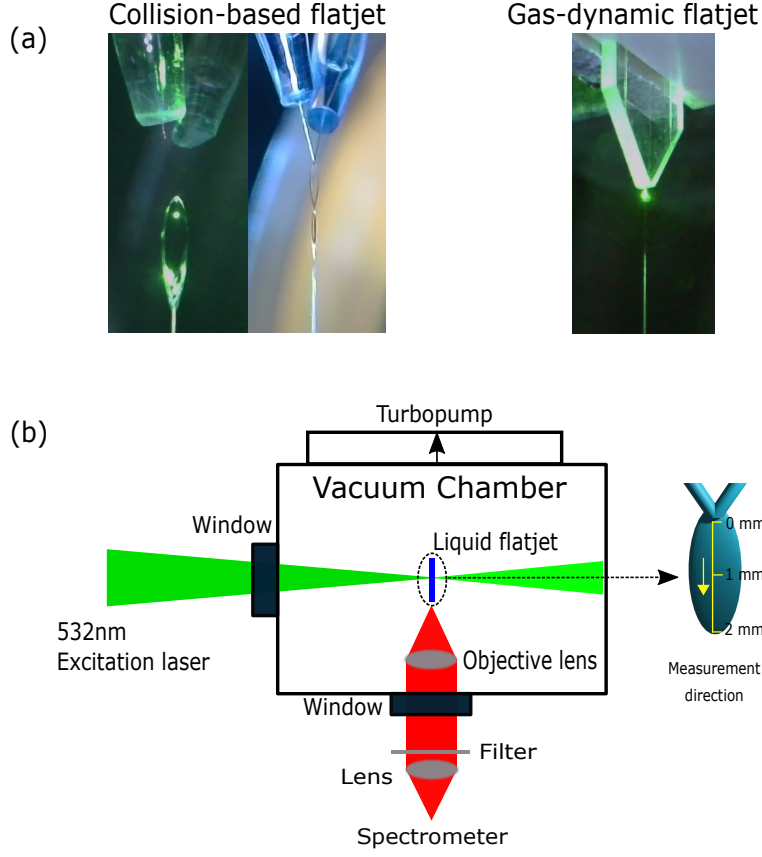 (a)
Collision-based flatjet
Gas-dynamic flatjet
(b)
Turbopump
Vacuum Chamber
Window
Liquid flatjet
532nm
Excitation laser
Objective lens
Window
Filter
Lens
Spectrometer
0 mm
1 mm
2 mm
Measurement
direction